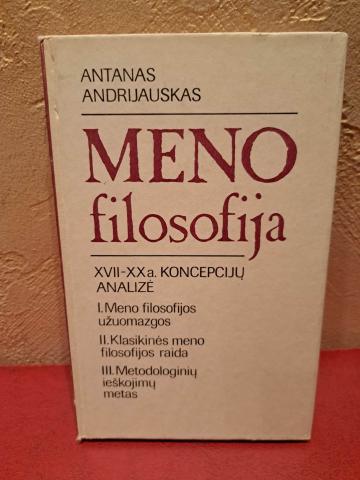 ANTANAS
ANDRIJAUSKAS
MENO
filosofija
XVII-XX a. KONCEPCIJŲ
ANALIZĖ
I. Meno filosofijos
užuomazgos
II. Klasikinės meno
filosofijos raida
III. Metodologinių
ieškojimų
metas